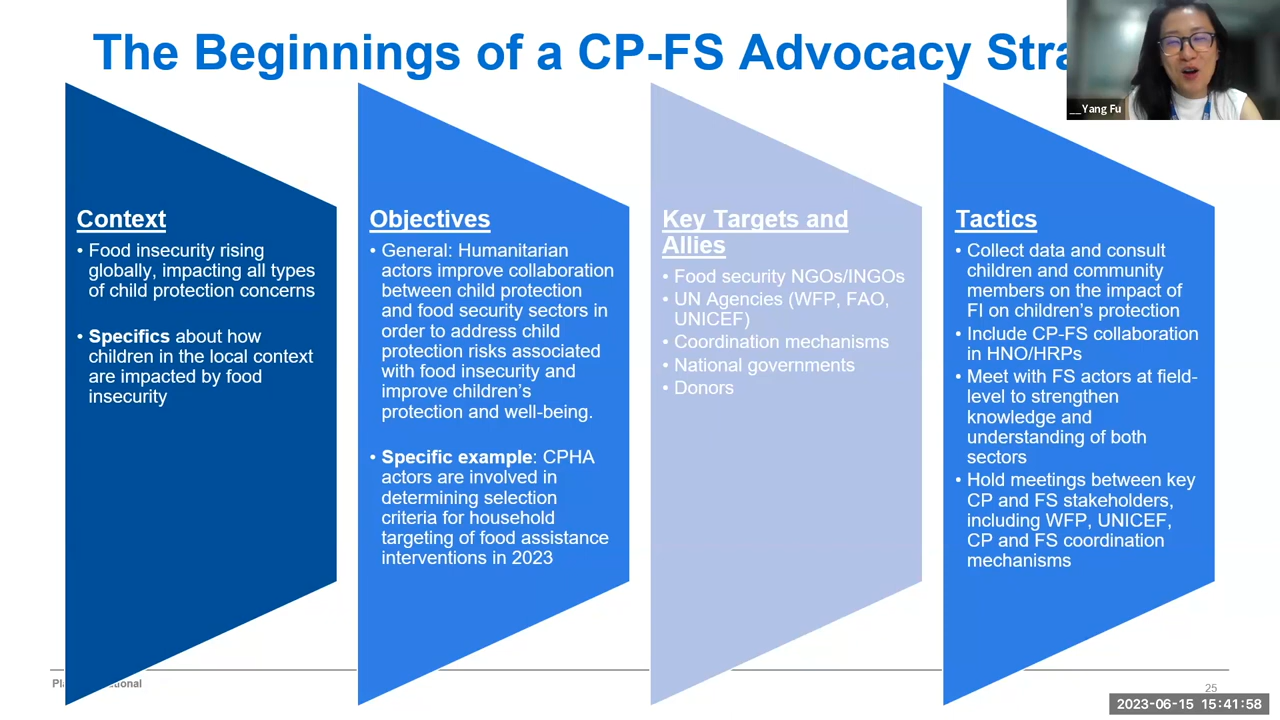 The Beginnings of a CP-FS Advocacy Stra
__Yang Fu
Context
• Food insecurity rising
globally, impacting all types
of child protection concerns
• Specifics about how
children in the local context
are impacted by food
insecurity
Objectives
• General: Humanitarian
actors improve collaboration
between child protection
and food security sectors in
order to address child
protection risks associated
with food insecurity and
improve children’s
protection and well-being.
• Specific example: CPHA
actors are involved in
determining selection
criteria for household
targeting of food assistance
interventions in 2023
Key Targets and
Allies
• Food security NGOs/INGOs
• UN Agencies (WFP, FAO,
UNICEF)
• Coordination mechanisms
• National governments
• Donors
Tactics
• Collect data and consult
children and community
members on the impact of
FI on children’s protection
• Include CP-FS collaboration
in HNO/HRPs
• Meet with FS actors at field-
level to strengthen
knowledge and
understanding of both
sectors
• Hold meetings between key
CP and FS stakeholders,
including WFP, UNICEF,
CP and FS coordination
mechanisms
25
2023-06-15 15:41:58